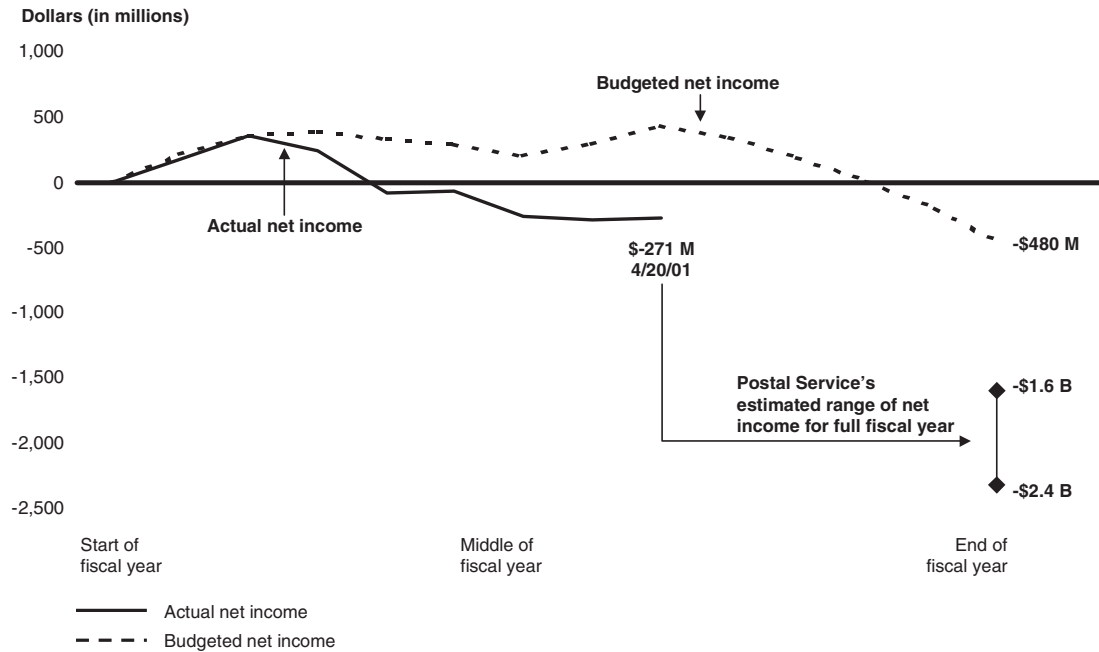 Dollars (in millions)
1,000
500
0
-500
-1,000
-1,500
-2,000
-2,500
Budgeted net income
Actual net income
$-271 M
4/20/01
-$480 M
Postal Service's
estimated range of net
income for full fiscal year
-$1.6 B
-$2.4 B
Start of
fiscal year
Middle of
fiscal year
End of
fiscal year
Actual net income
Budgeted net income